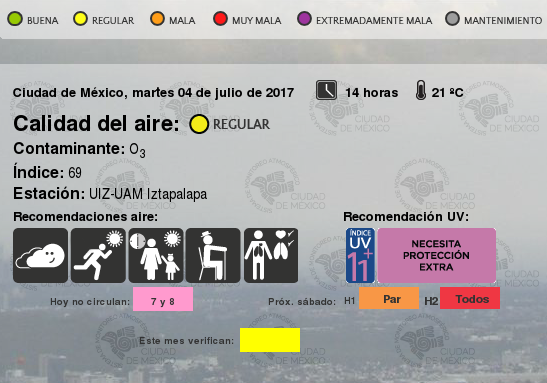 BUENA REGULAR MALA MUY MALA EXTREMADAMENTE MALA MANTENIMIENTO
Ciudad de México, martes 04 de julio de 2017 14 horas 21 ºC
Calidad del aire: REGULAR
Contaminante: O3
Índice: 69
Estación: UIZ-UAM Iztapalapa
Recomendaciones aire: Recomendación UV:
ÍNDICE UV 11+ NECESITA PROTECCIÓN EXTRA
Hoy no circulan: 7 y 8 Próx. sábado: H1 Par H2 Todos
Este mes verifican: